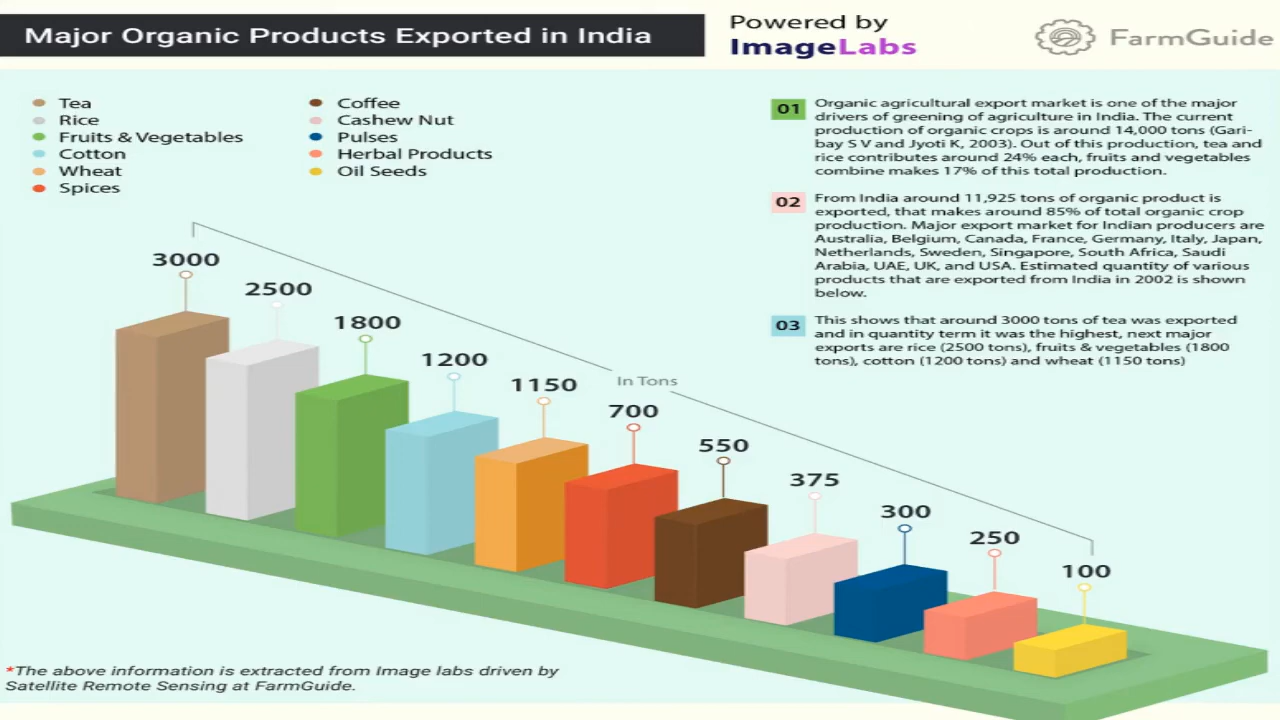 Major Organic Products Exported in India
Powered by
ImageLabs
FarmGuide
Tea
Rice
Fruits & Vegetables
Cotton
Wheat
Spices
Coffee
Cashew Nut
Pulses
Herbal Products
Oil Seeds
01
Organic agricultural export market is one of the major
drivers of greening of agriculture in India. The current
production of organic crops is around 14,000 tons (Gari-
bay S V and Jyoti K, 2003). Out of this production, tea and
rice contributes around 24% each, fruits and vegetables
combine makes 17% of this total production.
02
From India around 11,925 tons of organic product is
exported, that makes around 85% of total organic crop
production. Major export market for Indian producers are
Australia, Belgium, Canada, France, Germany, Italy, Japan,
Netherlands, Sweden, Singapore, South Africa, Saudi
Arabia, UAE, UK, and USA. Estimated quantity of various
products that are exported from India in 2002 is shown
below.
03
This shows that around 3000 tons of tea was exported
and in quantity term it was the highest, next major
exports are rice (2500 tons), fruits & vegetables (1800
tons), cotton (1200 tons) and wheat (1150 tons)
3000
2500
1800
1200
1150
In Tons
700
550
375
300
250
100
*The above information is extracted from Image labs driven by
Satellite Remote Sensing at FarmGuide.